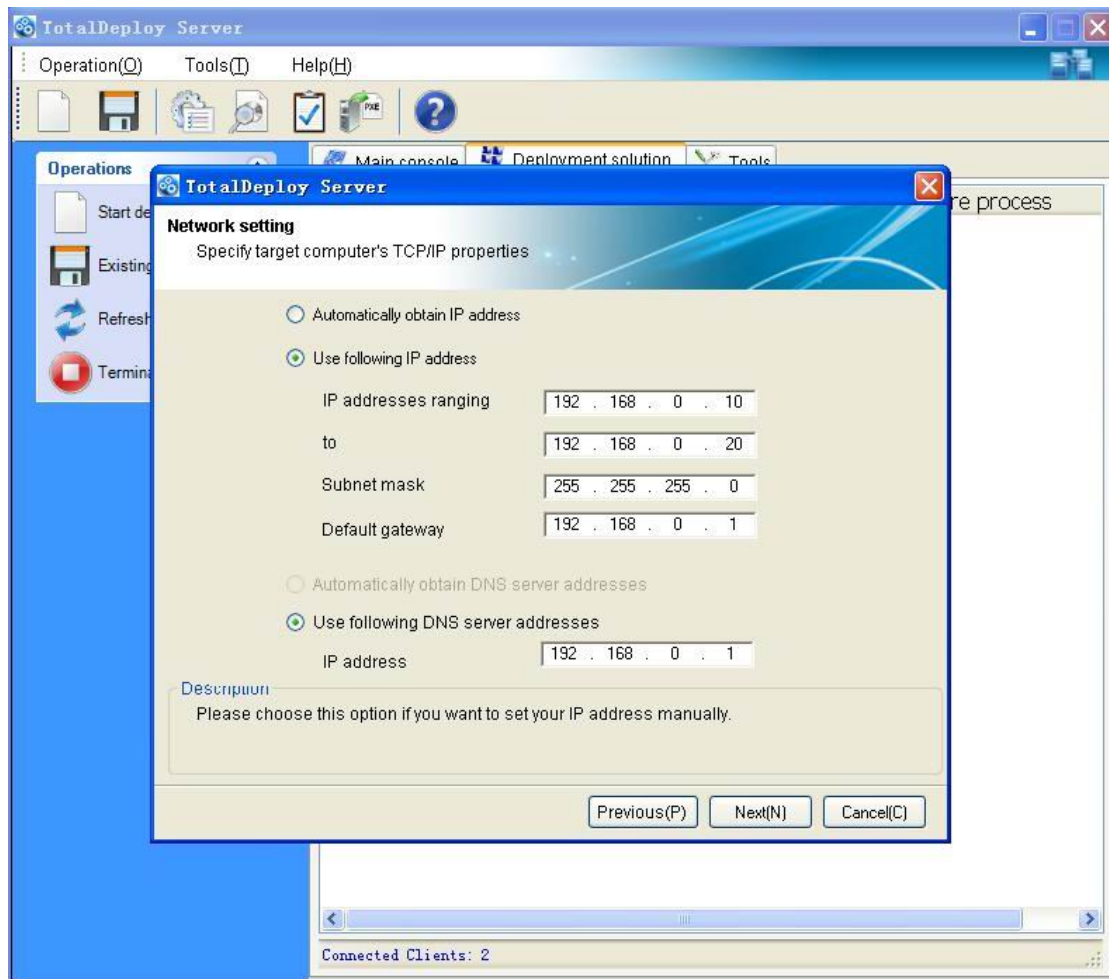 TotalDeploy Server
Operation(O) Tools(T) Help(H)
PXE
Operations
Main console Deployment solution Tools
Start de
re process
Existing
Refresh
Termina
TotalDeploy Server
Network setting
Specify target computer's TCP/IP properties
Automatically obtain IP address
Use following IP address
IP addresses ranging 192 . 168 . 0 . 10
to 192 . 168 . 0 . 20
Subnet mask 255 . 255 . 255 . 0
Default gateway 192 . 168 . 0 . 1
Automatically obtain DNS server addresses
Use following DNS server addresses
IP address 192 . 168 . 0 . 1
Description
Please choose this option if you want to set your IP address manually.
Previous(P) Next(N) Cancel(C)
Connected Clients: 2